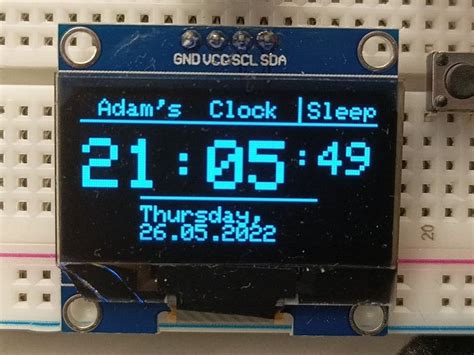 GND VCC SCL SDA
Adam's Clock |Sleep
21:05:49
Thursday,
26.05.2022
20